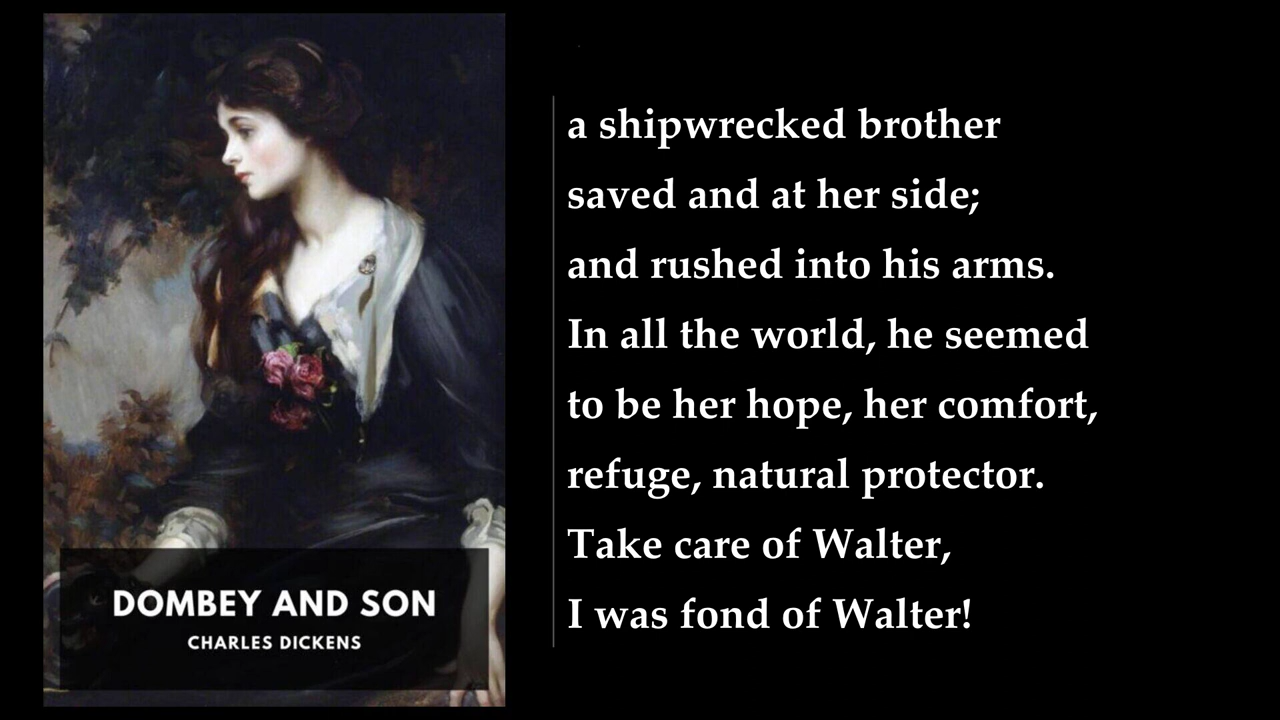 DOMBEY AND SON
CHARLES DICKENS
a shipwrecked brother
saved and at her side;
and rushed into his arms.
In all the world, he seemed
to be her hope, her comfort,
refuge, natural protector.
Take care of Walter,
I was fond of Walter!